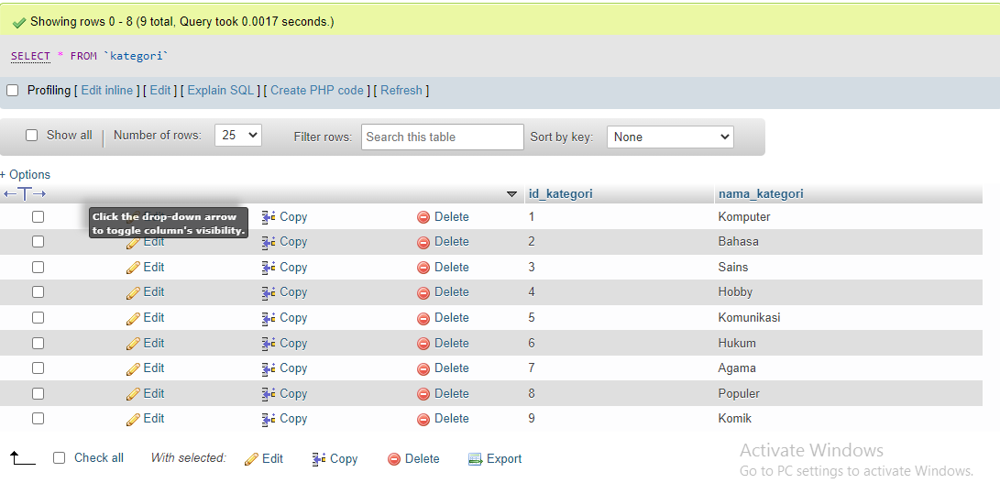 Showing rows 0 - 8 (9 total, Query took 0.0017 seconds.)
SELECT * FROM `kategori`
Profiling [ Edit inline ] [ Edit ] [ Explain SQL ] [ Create PHP code ] [ Refresh ]
Show all | Number of rows: 25 Filter rows: Search this table Sort by key: None
+ Options
←T→ id_kategori nama_kategori
Click the drop-down arrow
to toggle column's visibility.
Copy Delete 1 Komputer
Edit Copy Delete 2 Bahasa
Edit Copy Delete 3 Sains
Edit Copy Delete 4 Hobby
Edit Copy Delete 5 Komunikasi
Edit Copy Delete 6 Hukum
Edit Copy Delete 7 Agama
Edit Copy Delete 8 Populer
Edit Copy Delete 9 Komik
Check all With selected: Edit Copy Delete Export
Activate Windows
Go to PC settings to activate Windows.